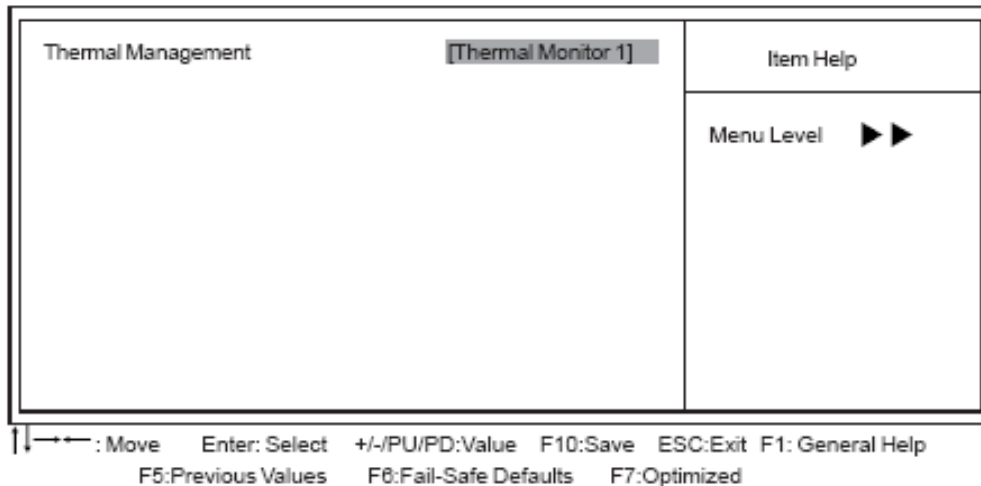 Thermal Management [Thermal Monitor 1]
Item Help
Menu Level ▶▶
↑↓→← : Move Enter: Select +/-/PU/PD:Value F10:Save ESC:Exit F1: General Help
F5:Previous Values F6:Fail-Safe Defaults F7:Optimized